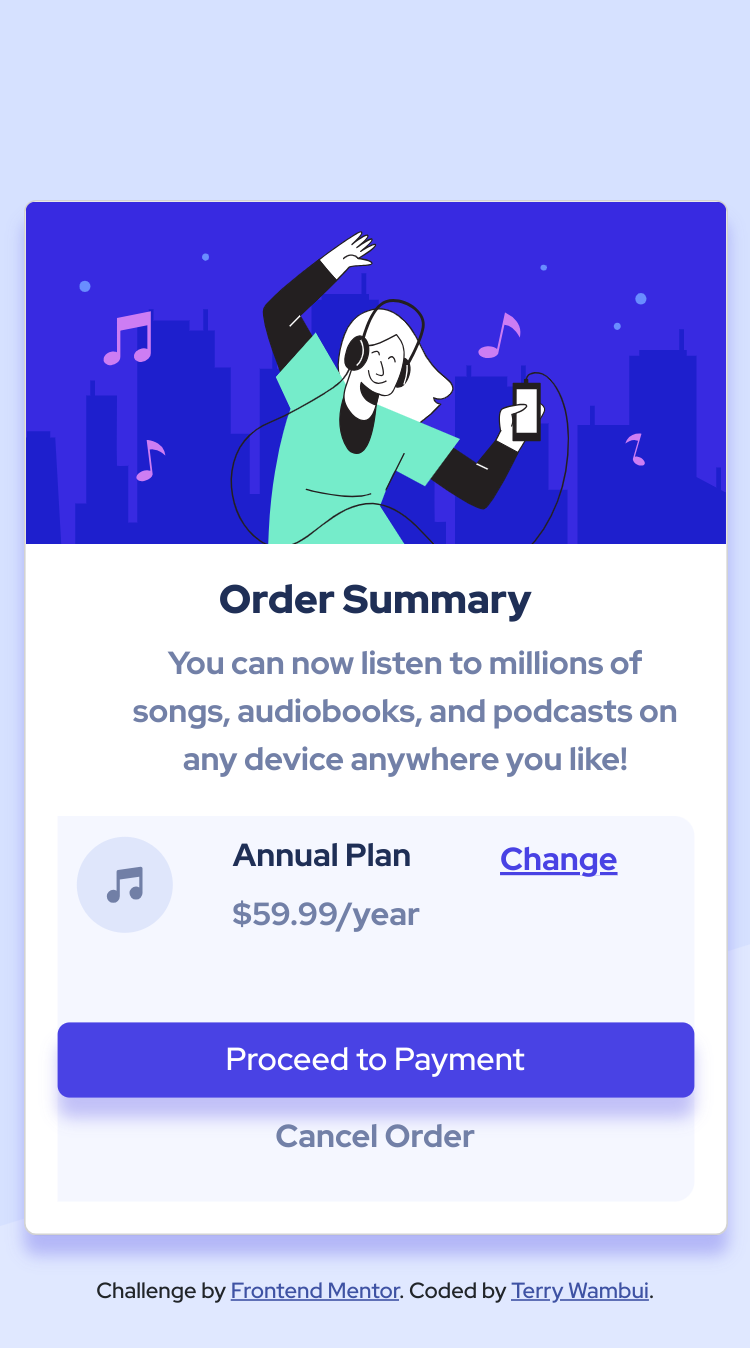 Order Summary
You can now listen to millions of
songs, audiobooks, and podcasts on
any device anywhere you like!
Annual Plan
Change
$59.99/year
Proceed to Payment
Cancel Order
Challenge by Frontend Mentor. Coded by Terry Wambui.